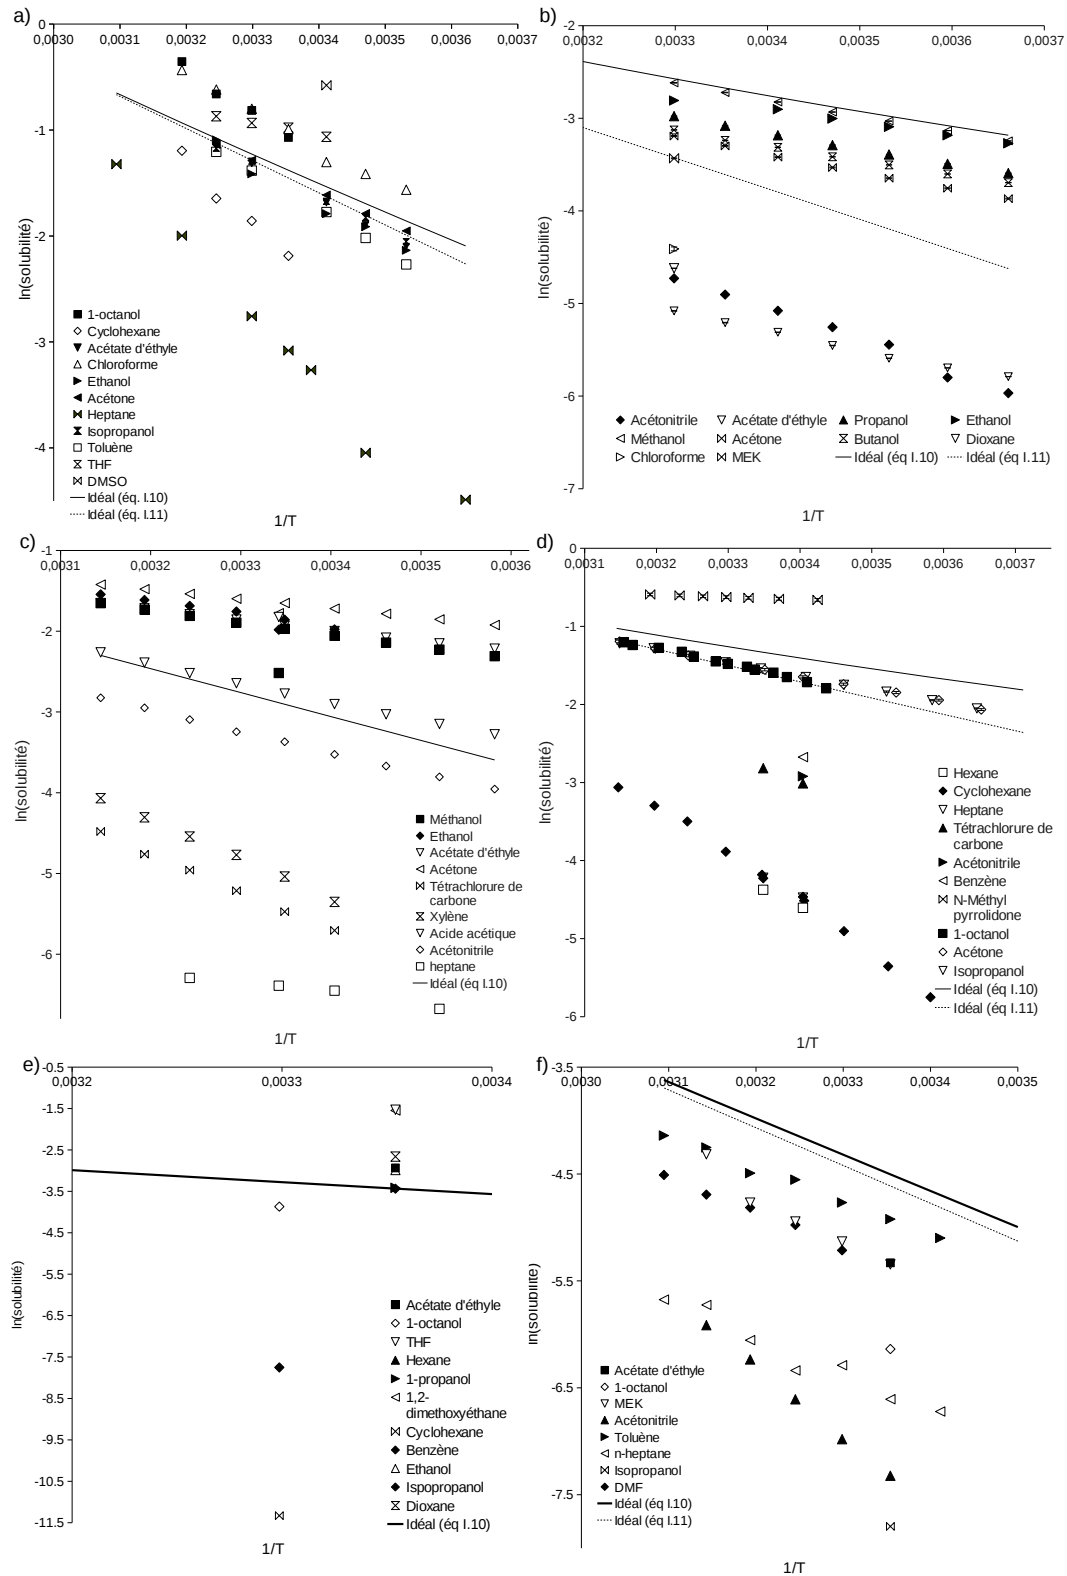 a)
0
0,0030 0,0031 0,0032 0,0033 0,0034 0,0035 0,0036 0,0037
-1
-2
-3
-4
ln(solubilité)
1-octanol
Cyclohexane
Acétate d'éthyle
Chloroforme
Ethanol
Acétone
Heptane
Isopropanol
Toluène
THF
DMSO
Idéal (éq. I.10)
Idéal (éq. I.11)
1/T
b)
-2
0,0032 0,0033 0,0034 0,0035 0,0036 0,0037
-3
-4
-5
-6
-7
ln(solubilité)
Acétonitrile Acétate d'éthyle Propanol Ethanol
Méthanol Acétone Butanol Dioxane
Chloroforme MEK Idéal (éq I.10) Idéal (éq I.11)
1/T
c)
-1
0,0031 0,0032 0,0033 0,0034 0,0035 0,0036
-2
-3
-4
-5
-6
ln(solubilité)
Méthanol
Ethanol
Acétate d'éthyle
Acétone
Tétrachlorure de
carbone
Xylène
Acide acétique
Acétonitrile
heptane
Idéal (éq I.10)
1/T
d)
0
0,0031 0,0032 0,0033 0,0034 0,0035 0,0036 0,0037
-1
-2
-3
-4
-5
-6
ln(solubilité)
Hexane
Cyclohexane
Heptane
Tétrachlorure de
carbone
Acétonitrile
Benzène
N-Méthyl
pyrrolidone
1-octanol
Acétone
Isopropanol
Idéal (éq I.10)
Idéal (éq I.11)
1/T
e)
-0.5
0,0032 0,0033 0,0034
-1.5
-2.5
-3.5
-4.5
-5.5
-6.5
-7.5
-8.5
-9.5
-10.5
-11.5
ln(solubilité)
Acétate d'éthyle
1-octanol
THF
Hexane
1-propanol
1,2-
dimethoxyéthane
Cyclohexane
Benzène
Ethanol
Ispopropanol
Dioxane
Idéal (éq I.10)
1/T
f)
-3.5
0,0030 0,0031 0,0032 0,0033 0,0034 0,0035
-4.5
-5.5
-6.5
-7.5
ln(solubilité)
Acétate d'éthyle
1-octanol
MEK
Acétonitrile
Toluène
n-heptane
Isopropanol
DMF
Idéal (éq I.10)
Idéal (éq I.11)
1/T